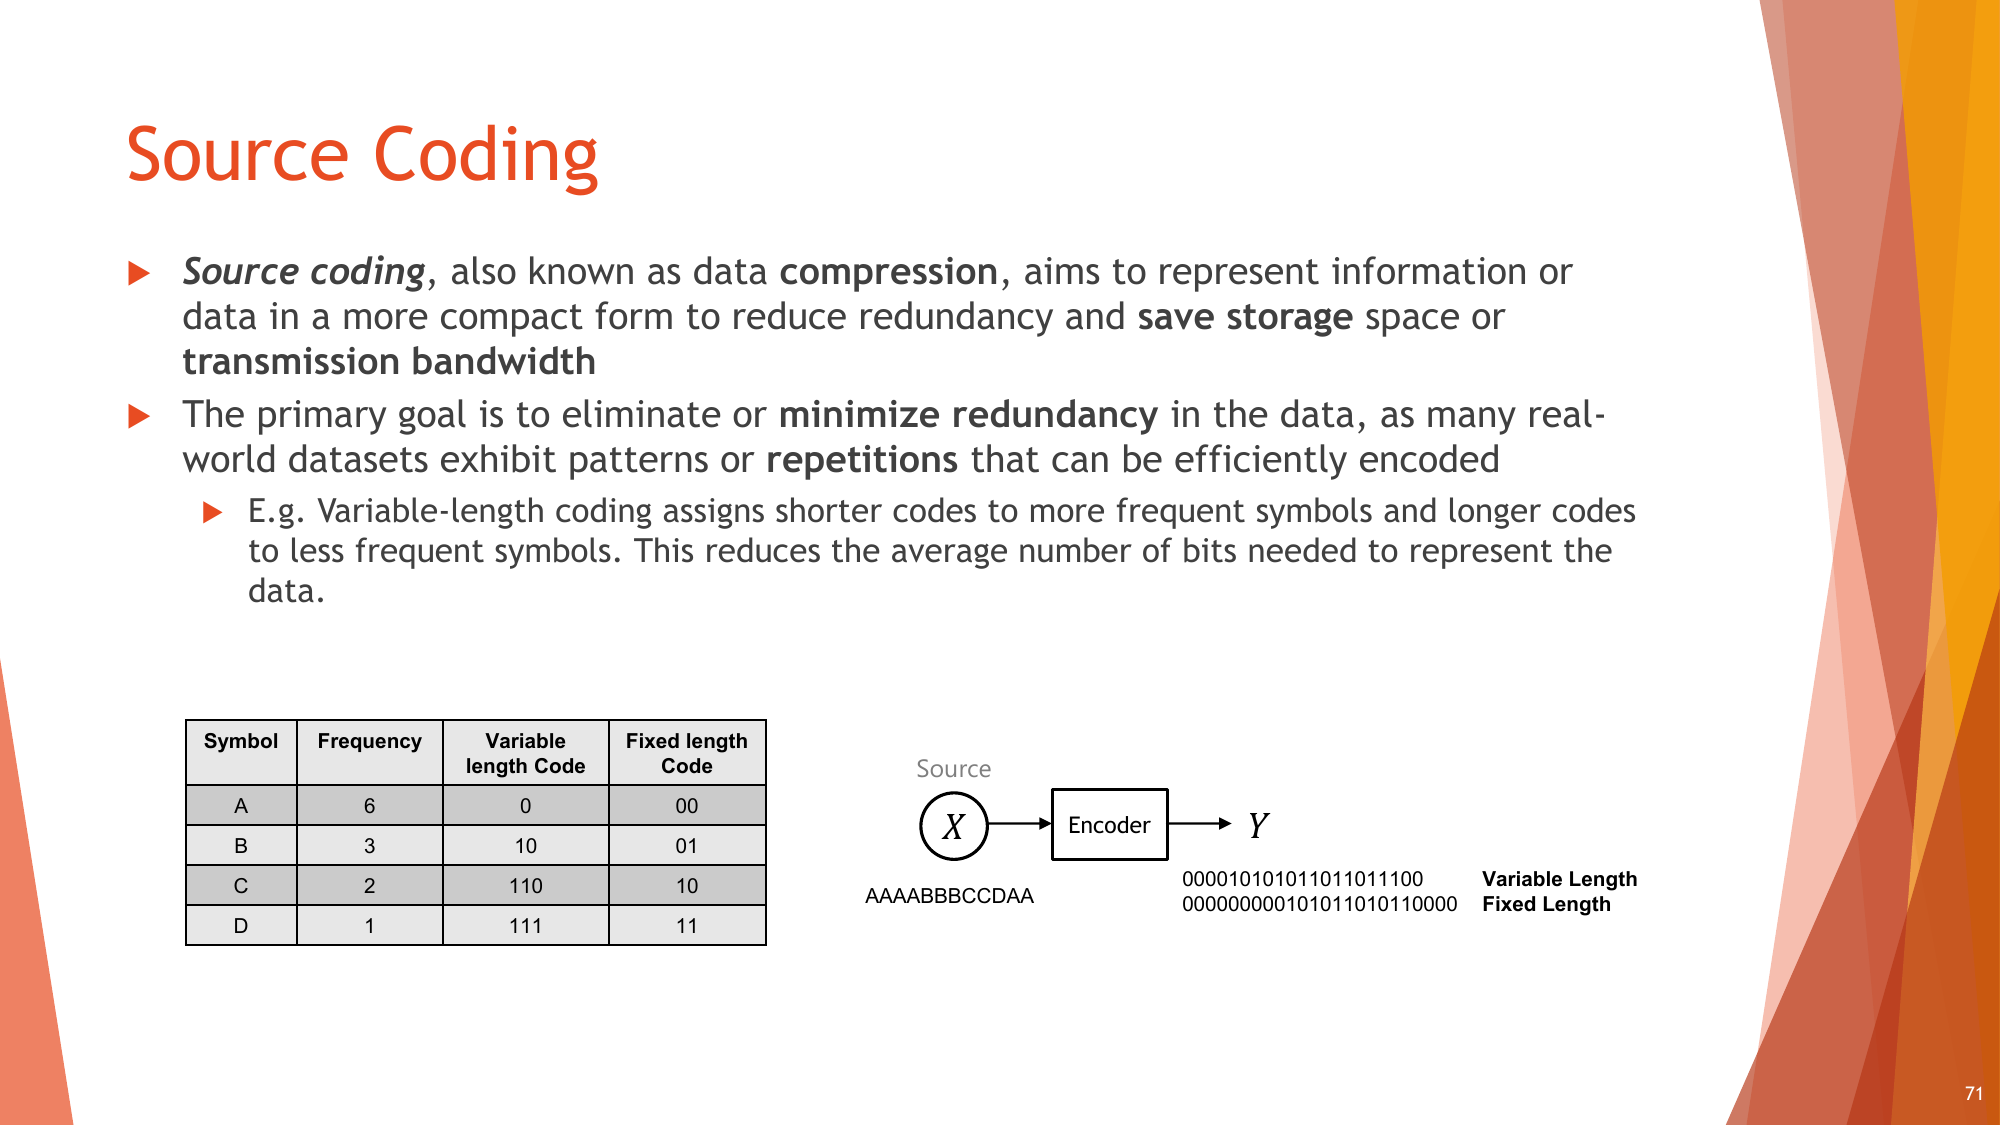 Source Coding
Source coding, also known as data compression, aims to represent information or
data in a more compact form to reduce redundancy and save storage space or
transmission bandwidth
The primary goal is to eliminate or minimize redundancy in the data, as many real-
world datasets exhibit patterns or repetitions that can be efficiently encoded
E.g. Variable-length coding assigns shorter codes to more frequent symbols and longer codes
to less frequent symbols. This reduces the average number of bits needed to represent the
data.
Symbol Frequency Variable length Code Fixed length Code
A 6 0 00
B 3 10 01
C 2 110 10
D 1 111 11
Source
X Encoder Y
AAAABBBCCDAA
000010101011011011100 Variable Length
000000000101011010110000 Fixed Length
71